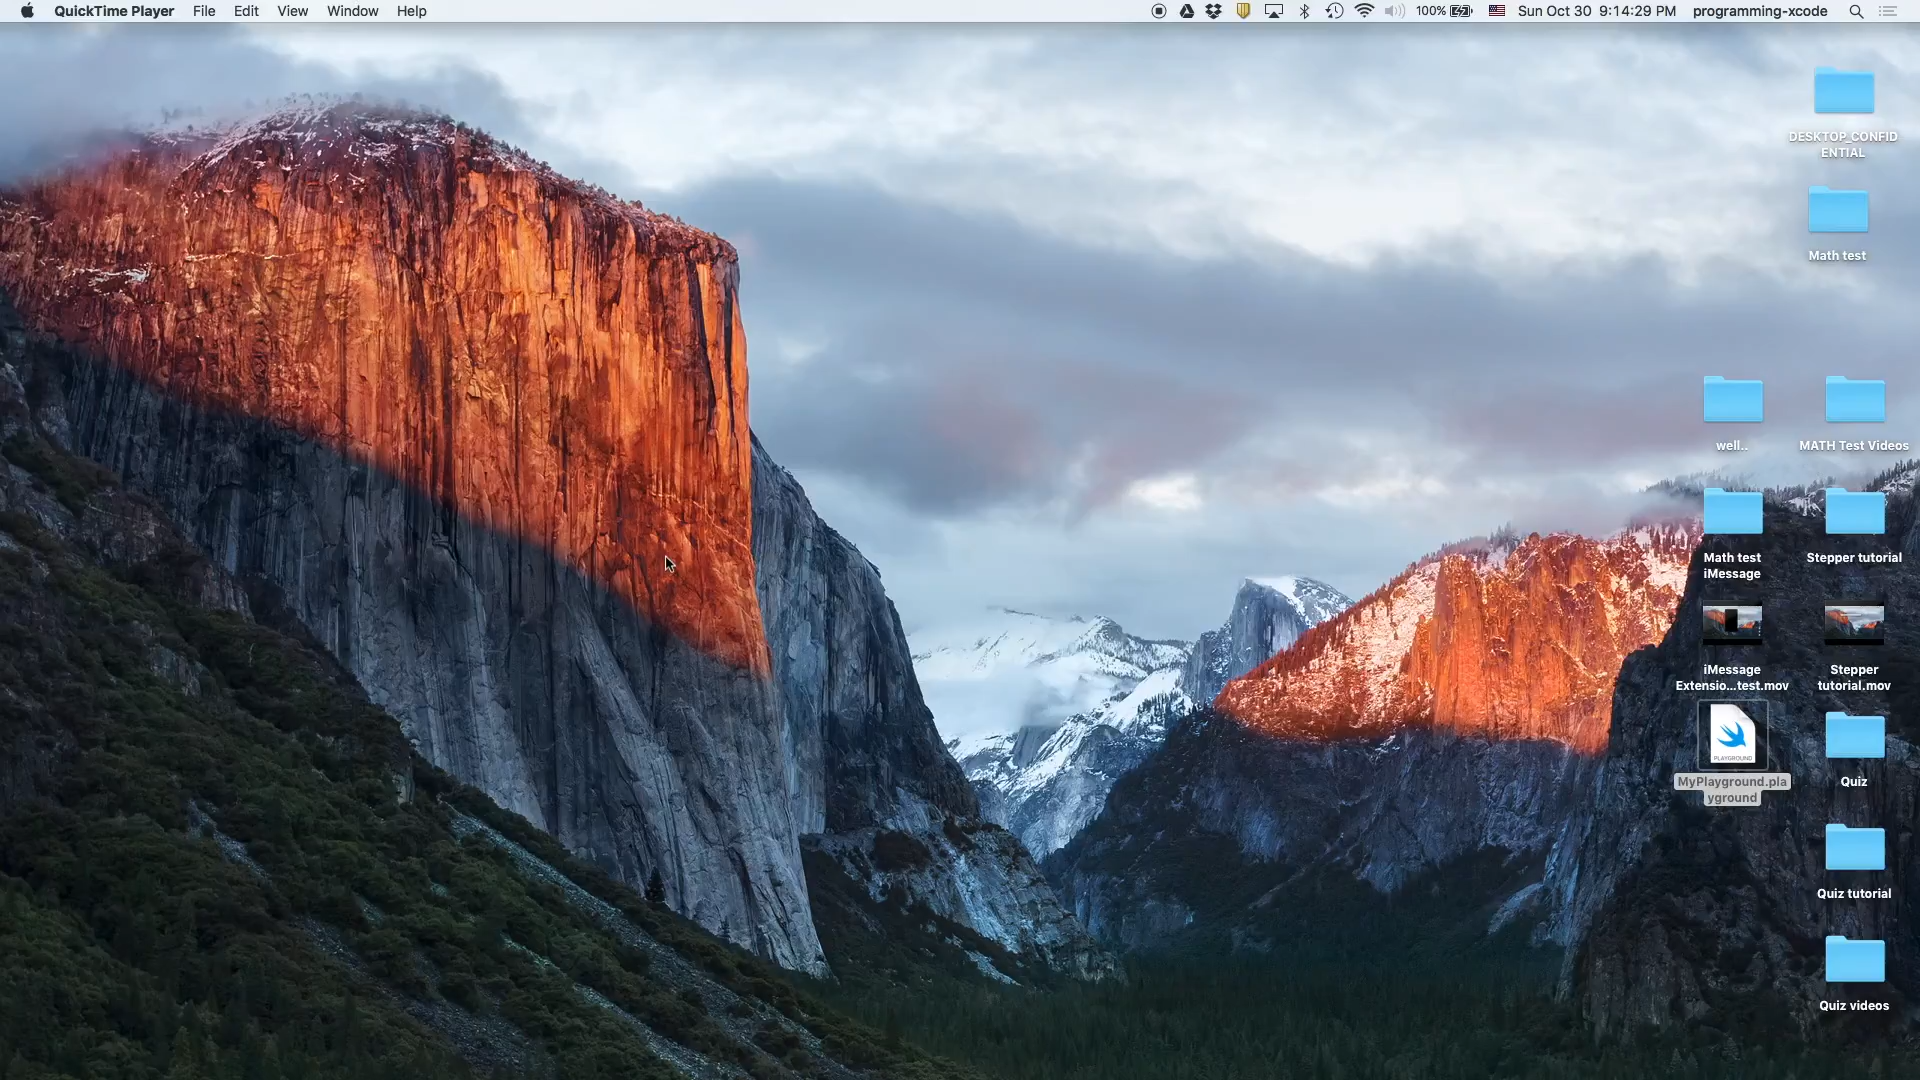 QuickTime Player File Edit View Window Help 100% Sun Oct 30 9:14:29 PM programming-xcode
DESKTOP_CONFID
ENTIAL
Math test
well..
MATH Test Videos
Math test
iMessage
Stepper tutorial
iMessage
Extensio...test.mov
Stepper
tutorial.mov
PLAYGROUND
MyPlayground.pla
yground
Quiz
Quiz tutorial
Quiz videos